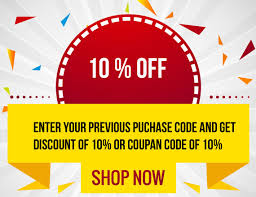 10 % OFF
ENTER YOUR PREVIOUS PUCHASE CODE AND GET
DISCOUNT OF 10% OR COUPAN CODE OF 10%
SHOP NOW